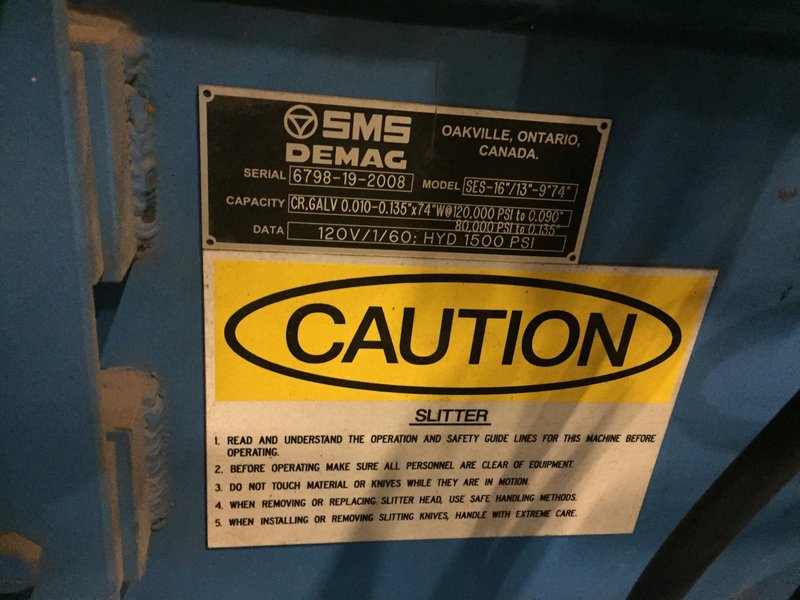 SMS
DEMAG
OAKVILLE, ONTARIO,
CANADA.
SERIAL 6798-19-2008 MODEL SES-16"/13"-9"74"
CAPACITY CR,GALV 0.010-0.135"x74"W@120,000 PSI to 0.090"
80,000 PSI to 0.135"
DATA 120V/1/60; HYD 1500 PSI
CAUTION
SLITTER
1. READ AND UNDERSTAND THE OPERATION AND SAFETY GUIDE LINES FOR THIS MACHINE BEFORE
OPERATING.
2. BEFORE OPERATING MAKE SURE ALL PERSONNEL ARE CLEAR OF EQUIPMENT.
3. DO NOT TOUCH MATERIAL OR KNIVES WHILE THEY ARE IN MOTION.
4. WHEN REMOVING OR REPLACING SLITTER HEAD, USE SAFE HANDLING METHODS.
5. WHEN INSTALLING OR REMOVING SLITTING KNIVES, HANDLE WITH EXTREME CARE.